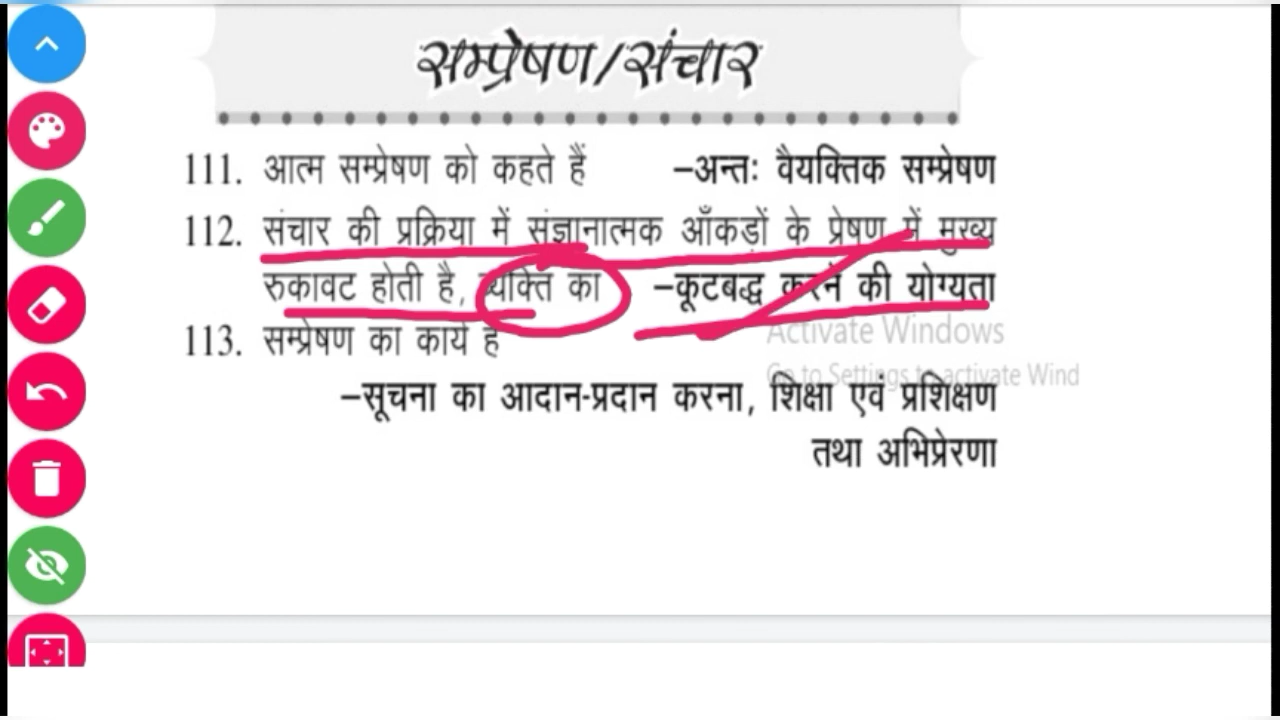 सम्प्रेषण/संचार
111. आत्म सम्प्रेषण को कहते हैं –अन्तः वैयक्तिक सम्प्रेषण
112. संचार की प्रक्रिया में संज्ञानात्मक आँकड़ों के प्रेषण में मुख्य
रुकावट होती है, व्यक्ति का –कूटबद्ध करने की योग्यता
Activate Windows
113. सम्प्रेषण का कार्य है
Go to Settings to activate Wind
–सूचना का आदान-प्रदान करना, शिक्षा एवं प्रशिक्षण
तथा अभिप्रेरणा